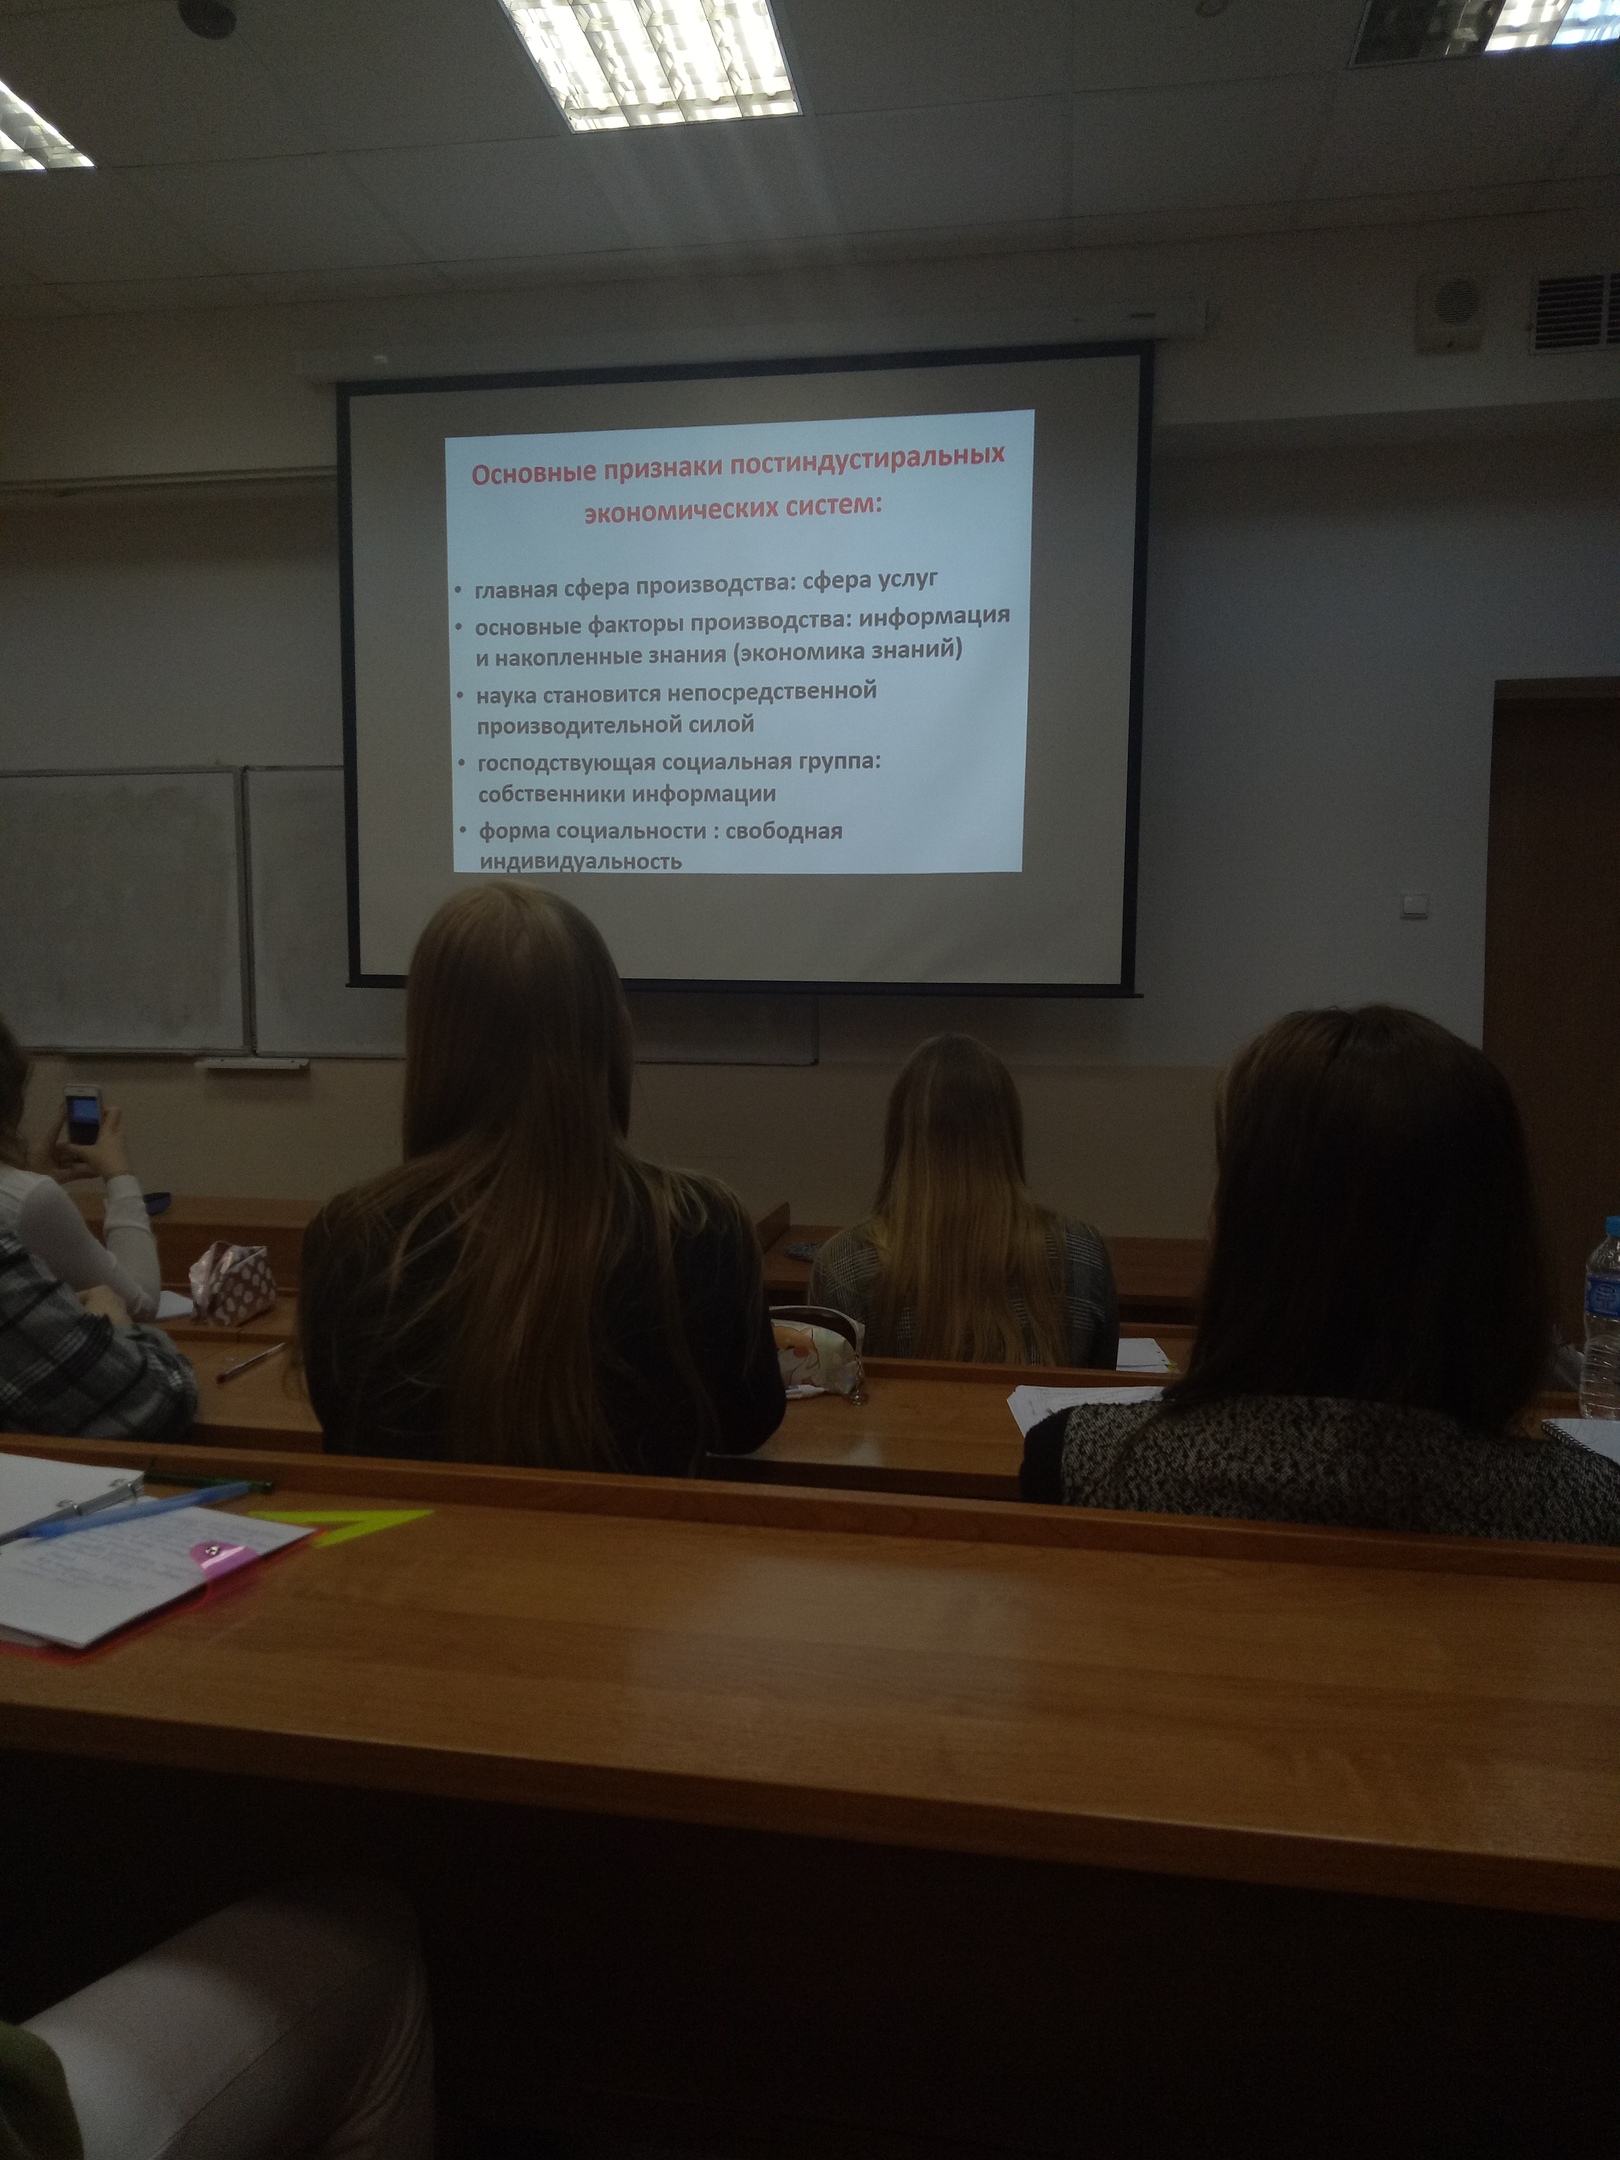 Основные признаки постиндустиральных
экономических систем:
• главная сфера производства: сфера услуг
• основные факторы производства: информация
и накопленные знания (экономика знаний)
• наука становится непосредственной
производительной силой
• господствующая социальная группа:
собственники информации
• форма социальности : свободная
индивидуальность